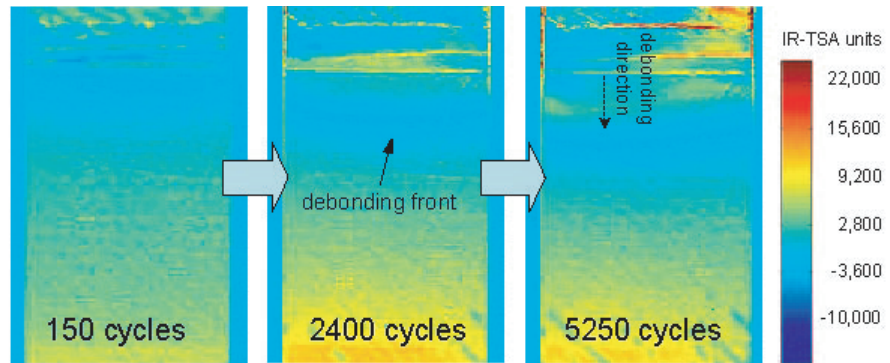 IR-TSA units
22,000
15,600
9,200
2,800
-3,600
-10,000
debonding
direction
debonding front
150 cycles
2400 cycles
5250 cycles